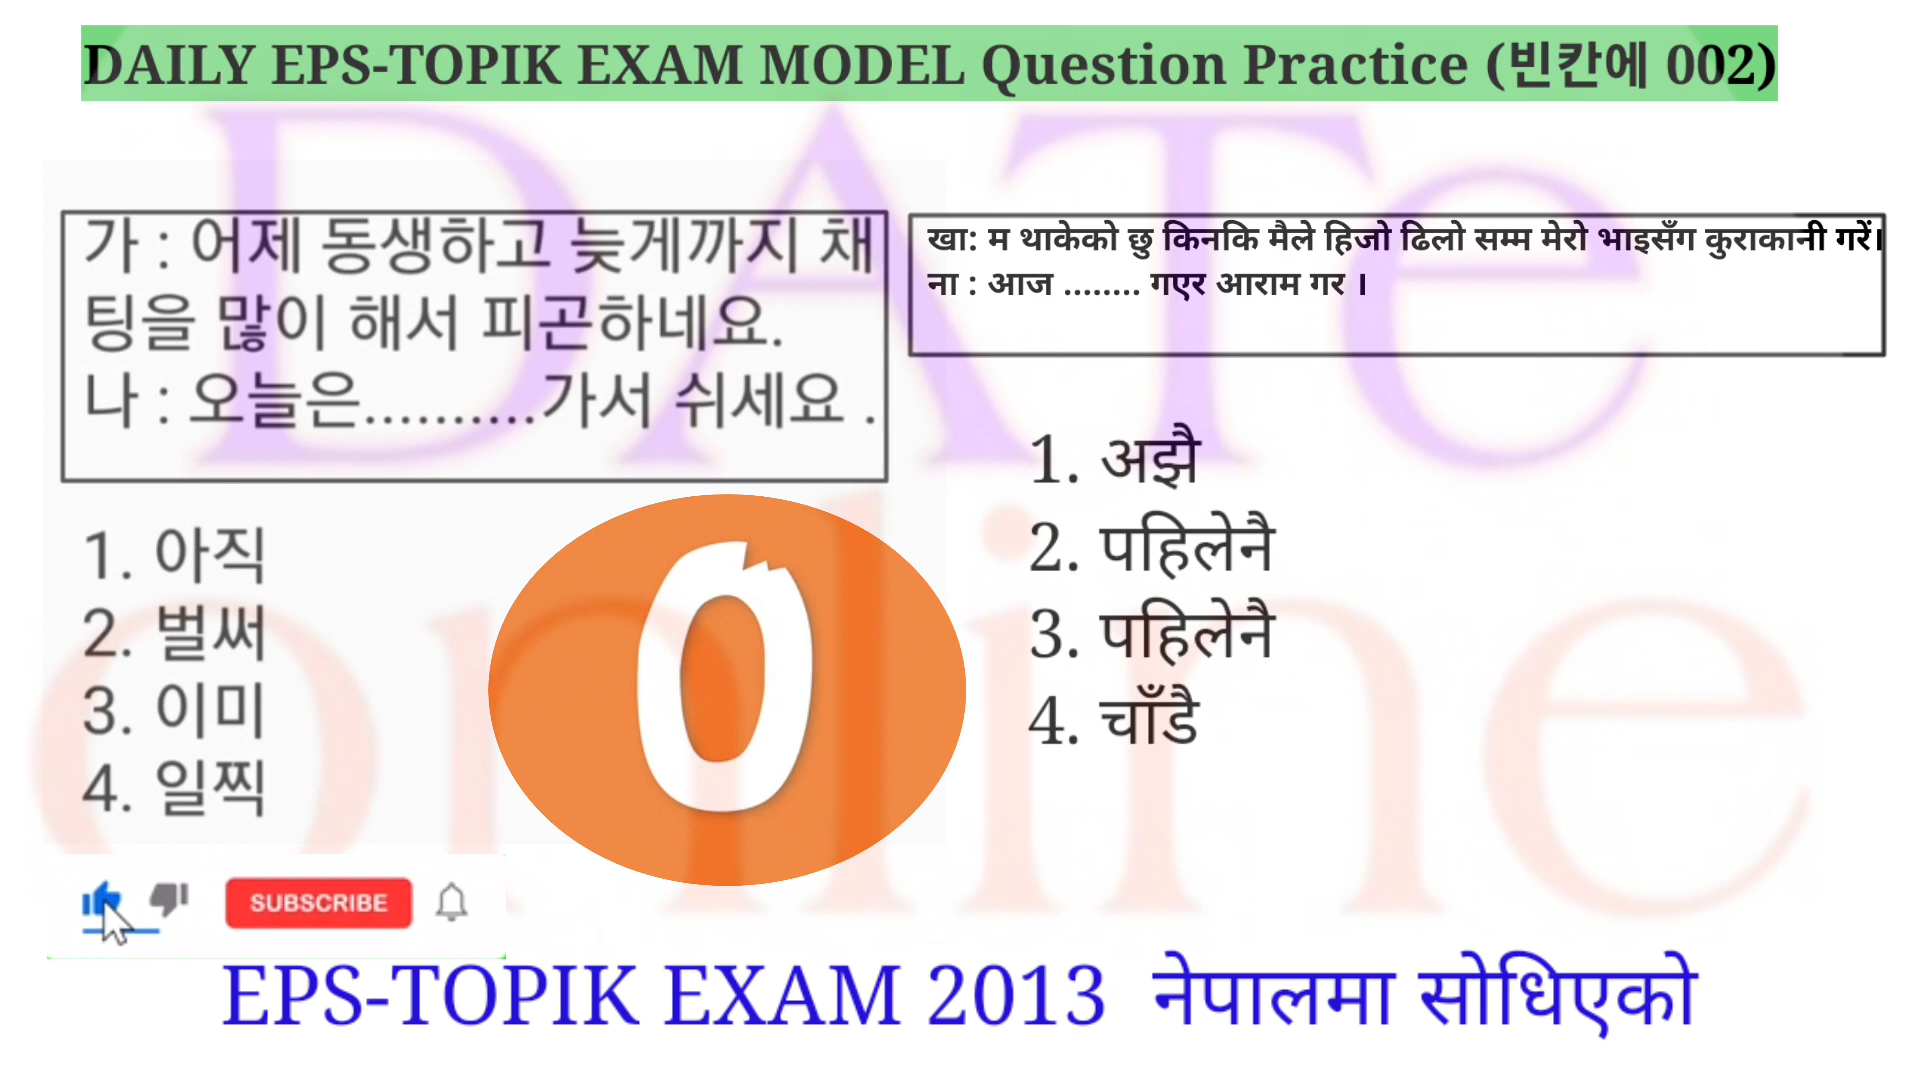 DAILY EPS-TOPIK EXAM MODEL Question Practice (빈칸에 002)
DATe
online
가 : 어제 동생하고 늦게까지 채
팅을 많이 해서 피곤하네요.
나 : 오늘은..........가서 쉬세요 .
1. 아직
2. 벌써
3. 이미
4. 일찍
0
खा: म थाकेको छु किनकि मैले हिजो ढिलो सम्म मेरो भाइसँग कुराकानी गरें।
ना : आज ........ गएर आराम गर ।
1. अझै
2. पहिलेनै
3. पहिलेनै
4. चाँडै
SUBSCRIBE
EPS-TOPIK EXAM 2013 नेपालमा सोधिएको